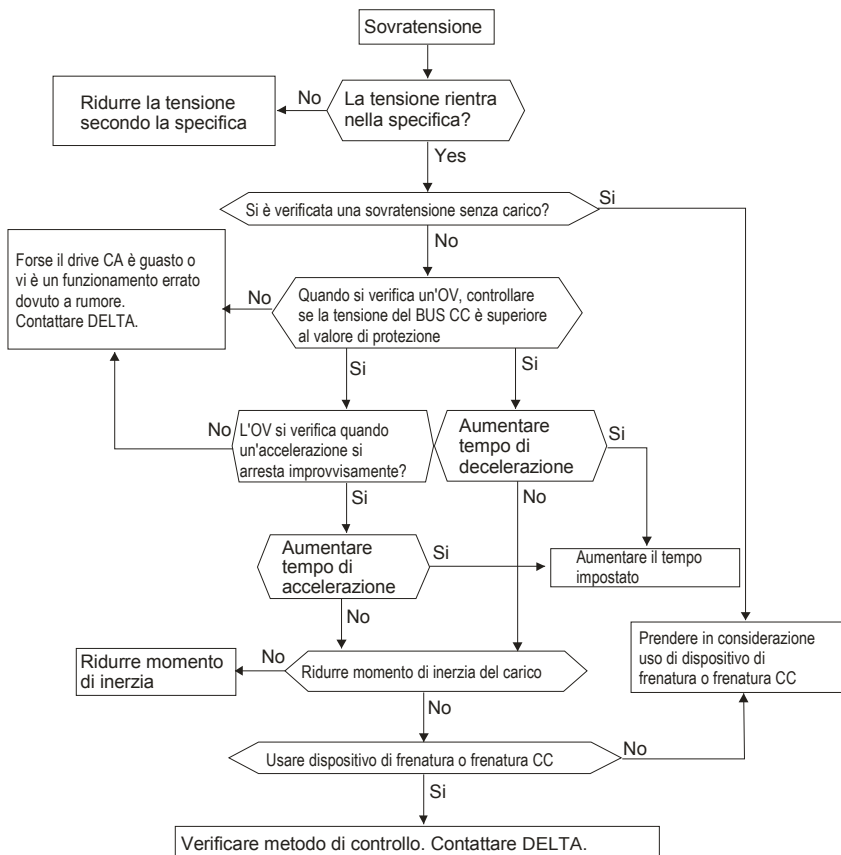 Sovratensione
Ridurre la tensione
secondo la specifica
No
La tensione rientra
nella specifica?
Yes
Si è verificata una sovratensione senza carico?
Si
No
Forse il drive CA è guasto o
vi è un funzionamento errato
dovuto a rumore.
Contattare DELTA.
No
Quando si verifica un'OV, controllare
se la tensione del BUS CC è superiore
al valore di protezione
Si
Si
No
L'OV si verifica quando
un'accelerazione si
arresta improvvisamente?
Aumentare
tempo di
decelerazione
Si
Si
No
Aumentare
tempo di
accelerazione
Si
Aumentare il tempo
impostato
No
Ridurre momento
di inerzia
No
Ridurre momento di inerzia del carico
Prendere in considerazione
uso di dispositivo di
frenatura o frenatura CC
No
Usare dispositivo di frenatura o frenatura CC
No
Si
Verificare metodo di controllo. Contattare DELTA.